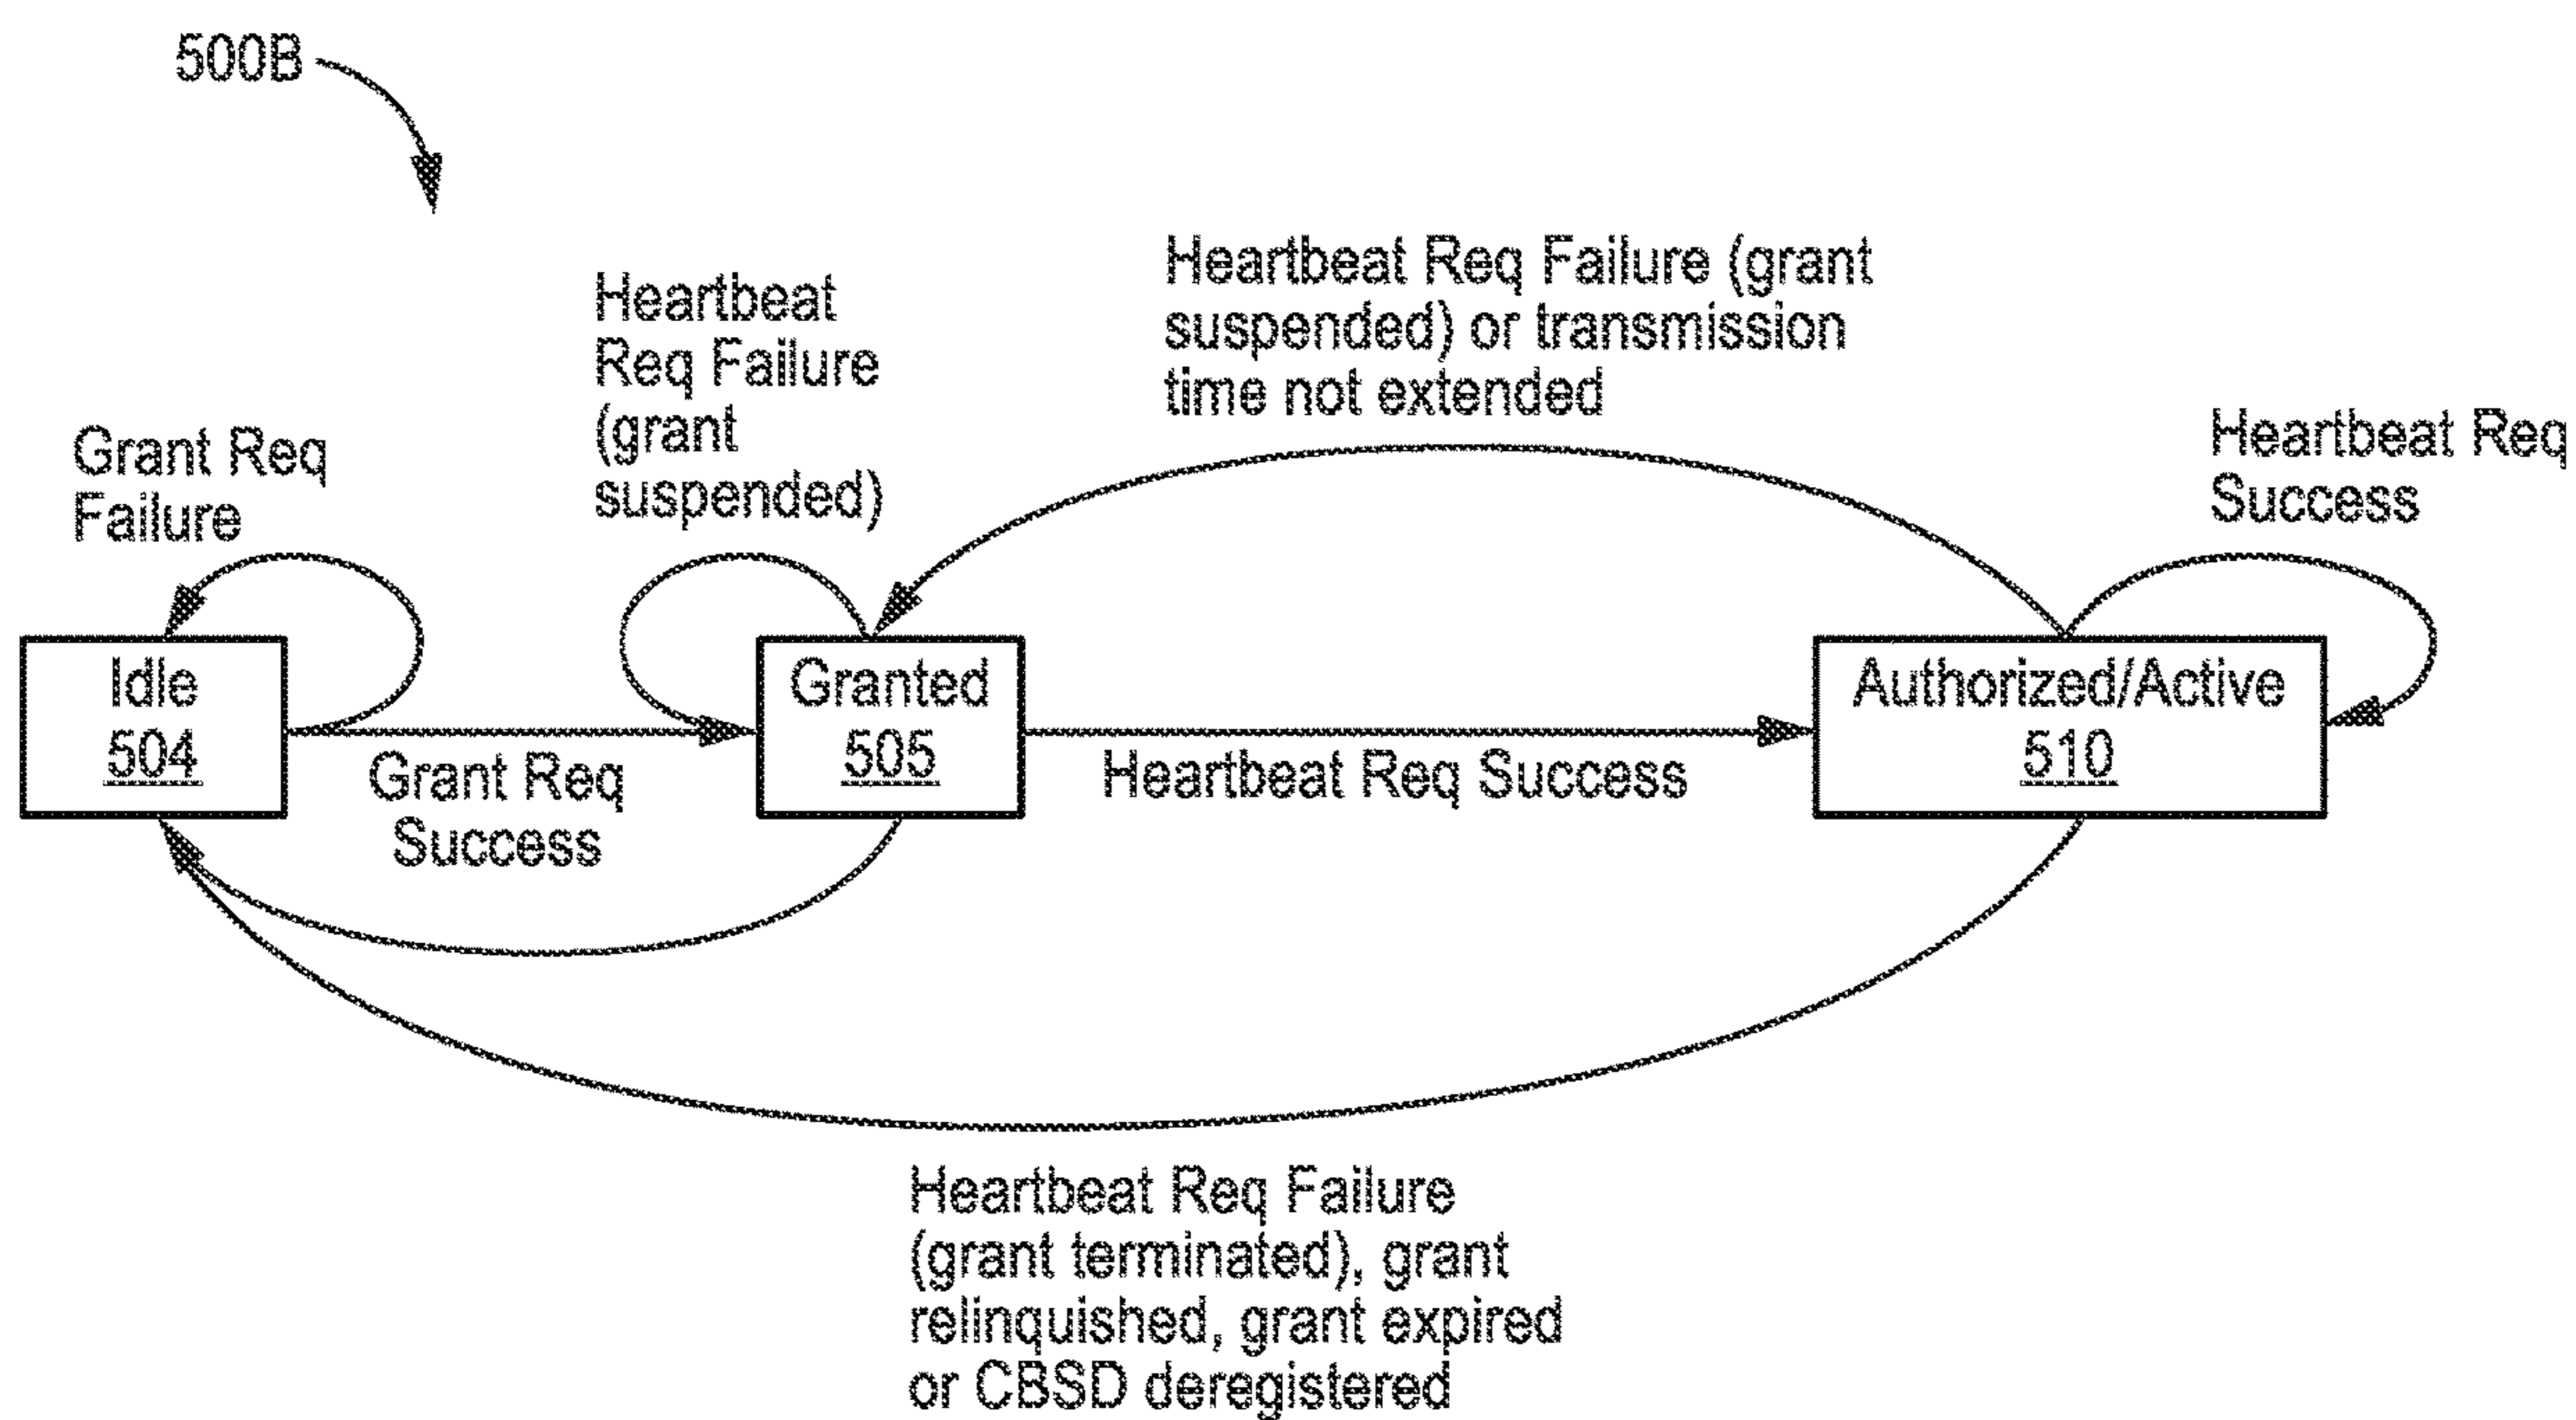 500B
Heartbeat
Req Failure
(grant
suspended)
Heartbeat Req Failure (grant
suspended) or transmission
time not extended
Grant Req
Failure
Heartbeat Req
Success
Idle
504
Grant Req
Success
Granted
505
Heartbeat Req Success
Authorized/Active
510
Heartbeat Req Failure
(grant terminated), grant
relinquished, grant expired
or CBSD deregistered